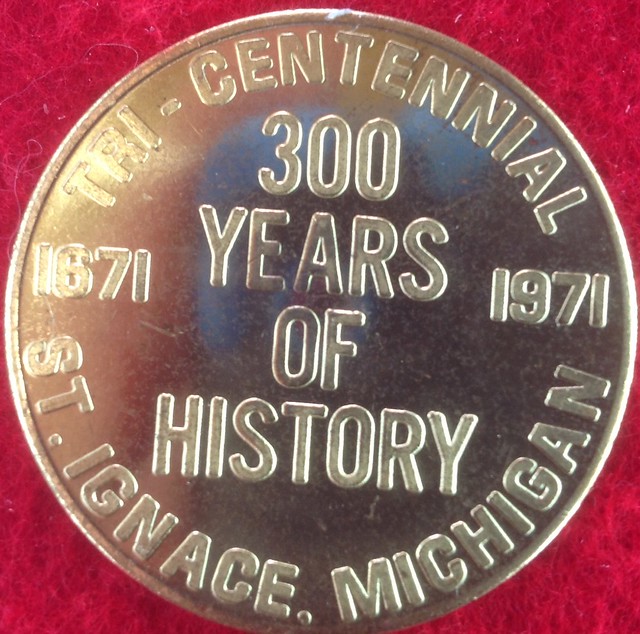 TRI-CENTENNIAL
300
YEARS
OF
HISTORY
1671
1971
ST. IGNACE, MICHIGAN